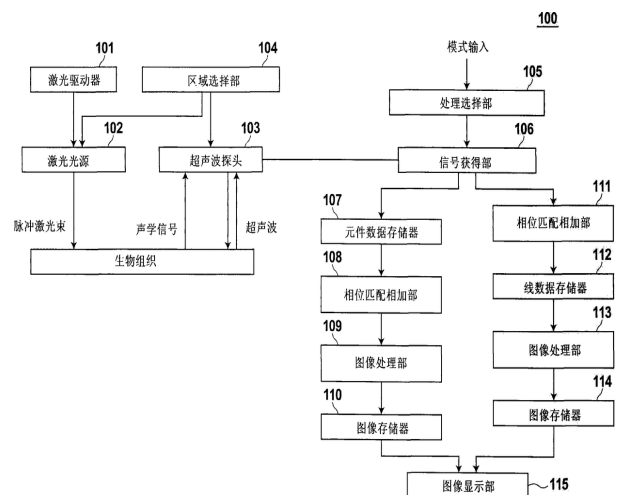 100
101
104
模式输入
激光驱动器
区域选择部
105
处理选择部
102
103
106
激光光源
超声波探头
信号获得部
脉冲激光束
声学信号
超声波
生物组织
107
111
元件数据存储器
相位匹配相加部
108
112
相位匹配相加部
线数据存储器
109
113
图像处理部
图像处理部
110
114
图像存储器
图像存储器
图像显示部
115